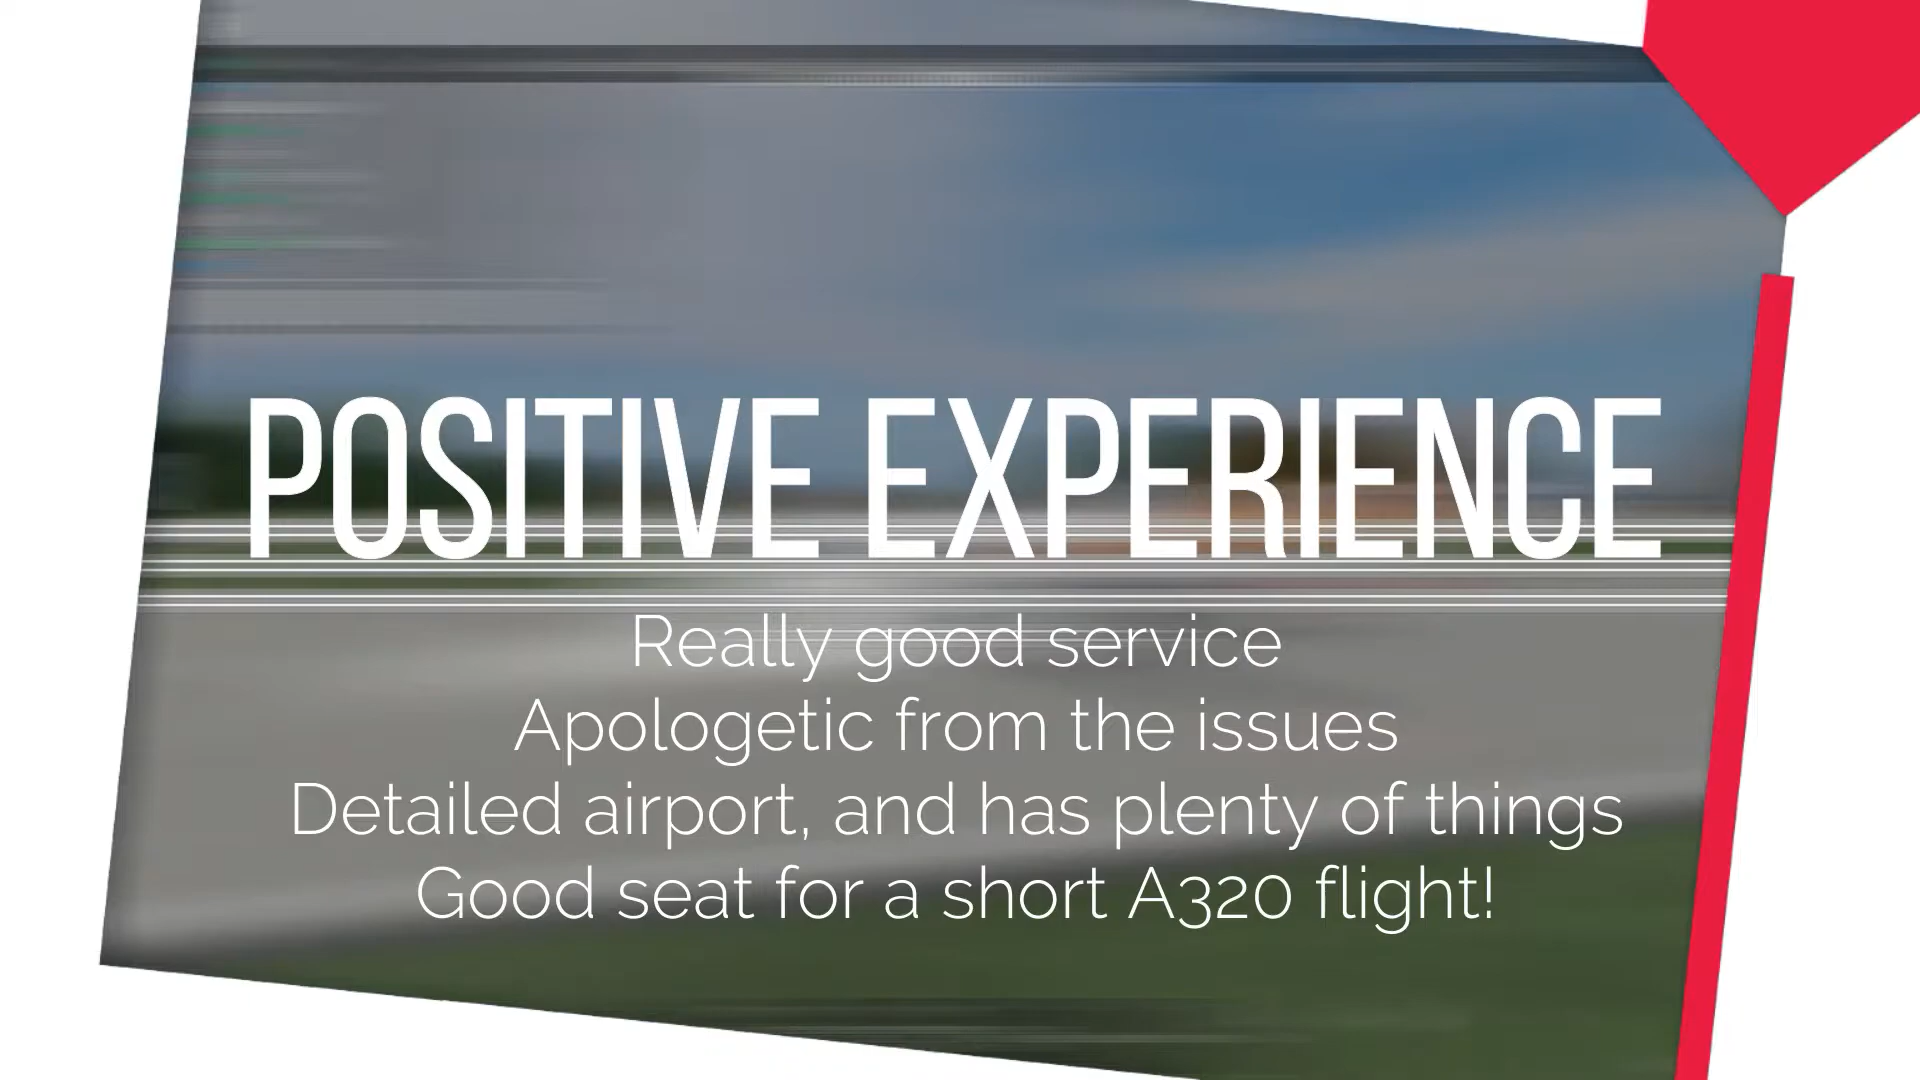 POSITIVE EXPERIENCE
Really good service
Apologetic from the issues
Detailed airport, and has plenty of things
Good seat for a short A320 flight!